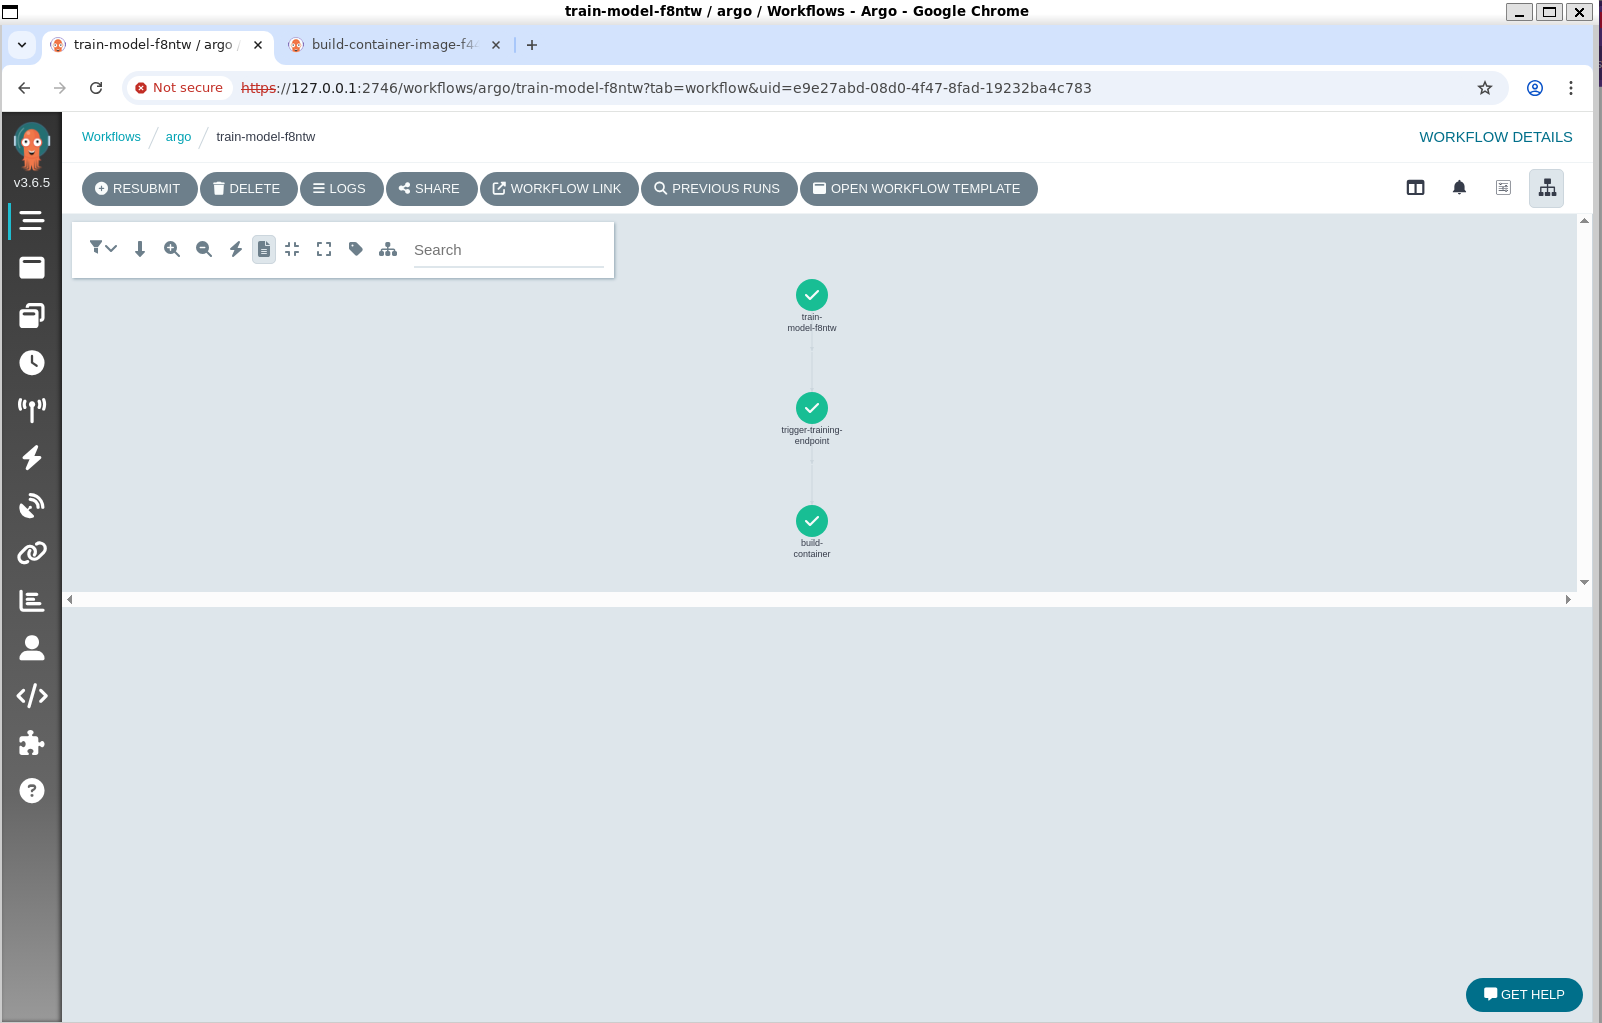 train-model-f8ntw / argo / Workflows - Argo - Google Chrome
train-model-f8ntw / argo /
build-container-image-f4
Not secure
https://127.0.0.1:2746/workflows/argo/train-model-f8ntw?tab=workflow&uid=e9e27abd-08d0-4f47-8fad-19232ba4c783
v3.6.5
Workflows / argo / train-model-f8ntw
WORKFLOW DETAILS
RESUBMIT
DELETE
LOGS
SHARE
WORKFLOW LINK
PREVIOUS RUNS
OPEN WORKFLOW TEMPLATE
Search
train-
model-f8ntw
trigger-training-
endpoint
build-
container
GET HELP